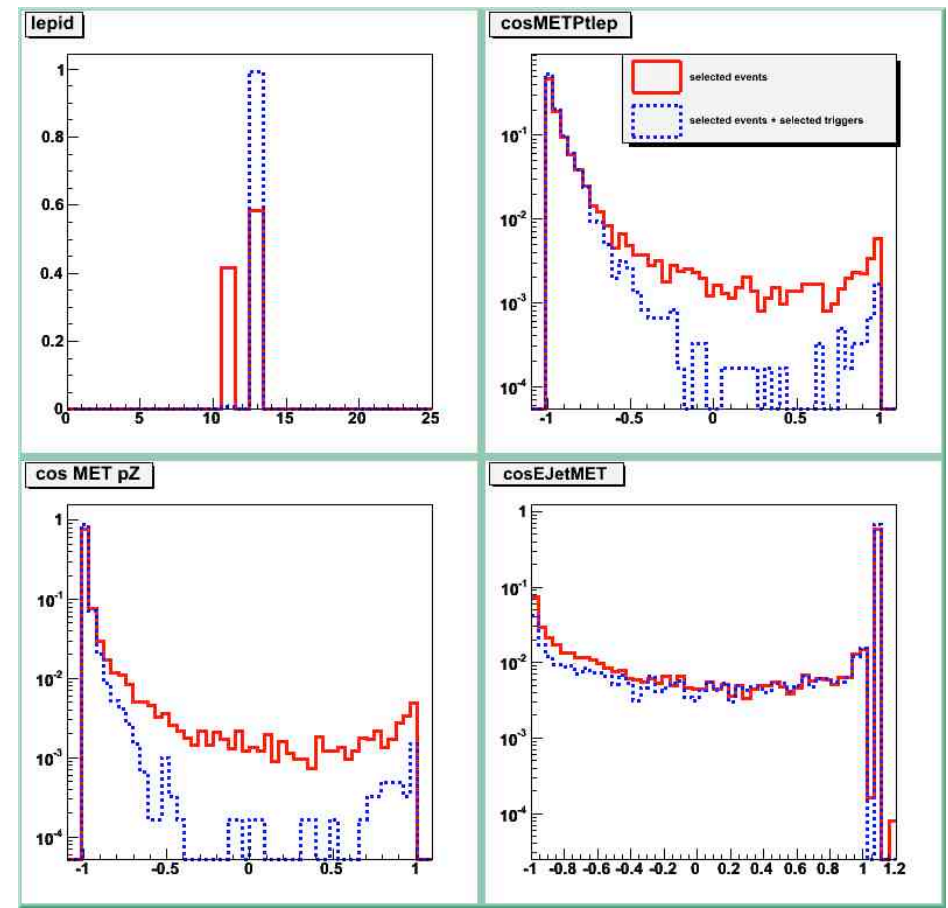 lepid
1
0.8
0.6
0.4
0.2
0
0 5 10 15 20 25
cosMETPtlep
selected events
selected events + selected triggers
10-1
10-2
10-3
10-4
-1 -0.5 0 0.5 1
cos MET pZ
1
10-1
10-2
10-3
10-4
-1 -0.5 0 0.5 1
cosEJetMET
1
10-1
10-2
10-3
10-4
-1 -0.8 -0.6 -0.4 -0.2 0 0.2 0.4 0.6 0.8 1 1.2